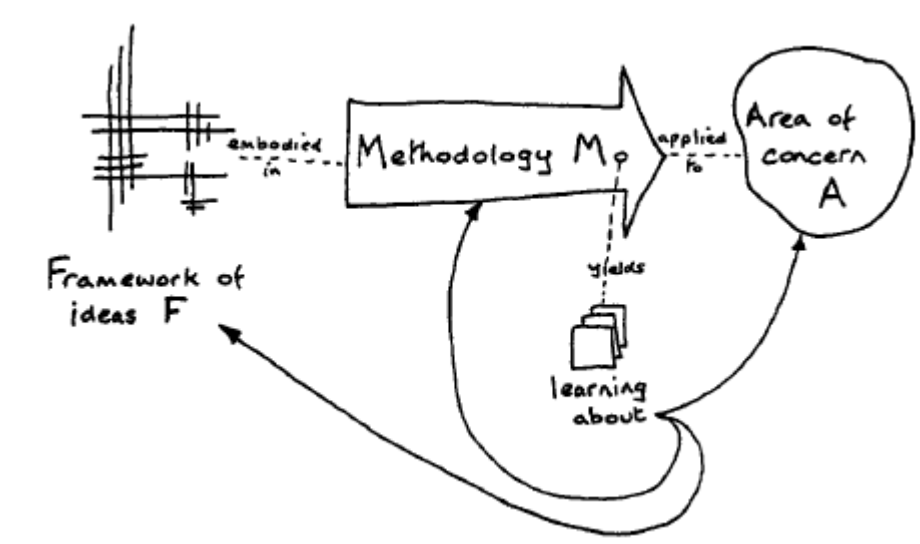 embodied
in
Methodology M
applied
to
Area of
concern
A
Framework of
ideas F
yields
learning
about